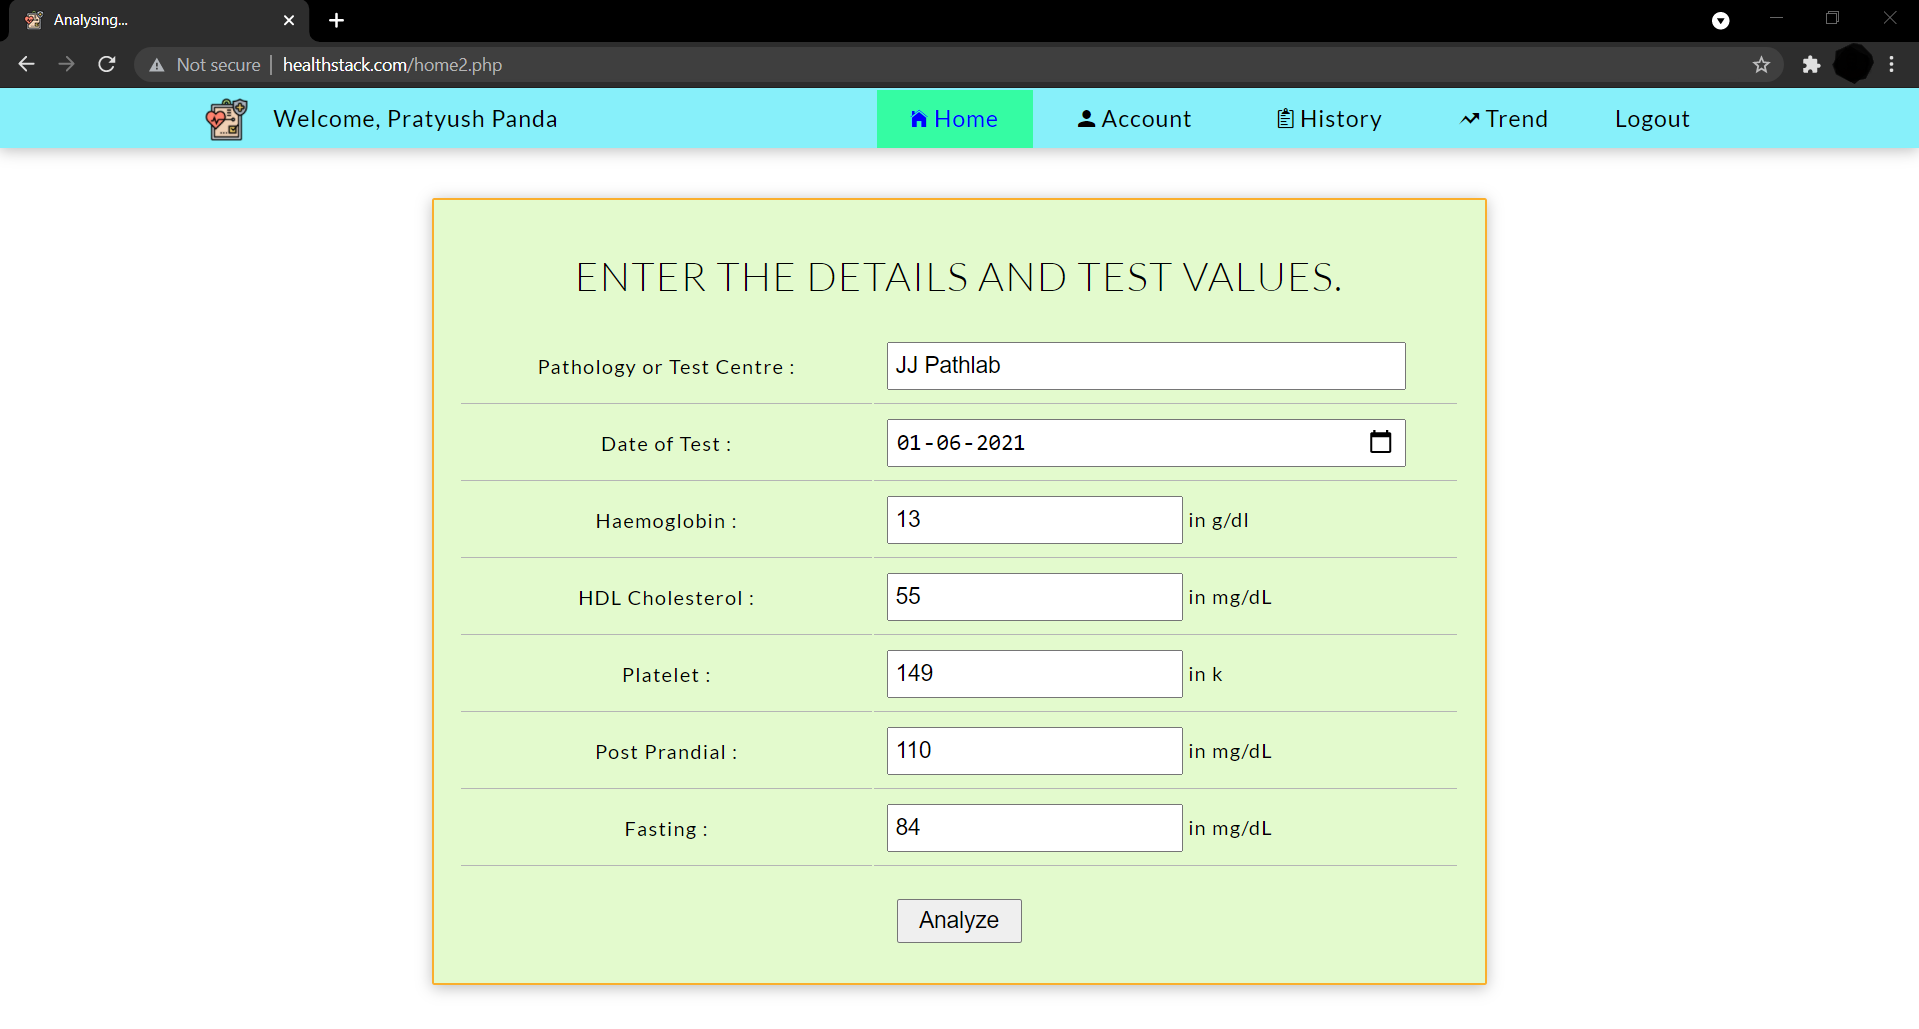 Analysing...
Not secure | healthstack.com/home2.php
Welcome, Pratyush Panda Home Account History Trend Logout
ENTER THE DETAILS AND TEST VALUES.
Pathology or Test Centre : JJ Pathlab
Date of Test : 01-06-2021
Haemoglobin : 13 in g/dl
HDL Cholesterol : 55 in mg/dL
Platelet : 149 in k
Post Prandial : 110 in mg/dL
Fasting : 84 in mg/dL
Analyze